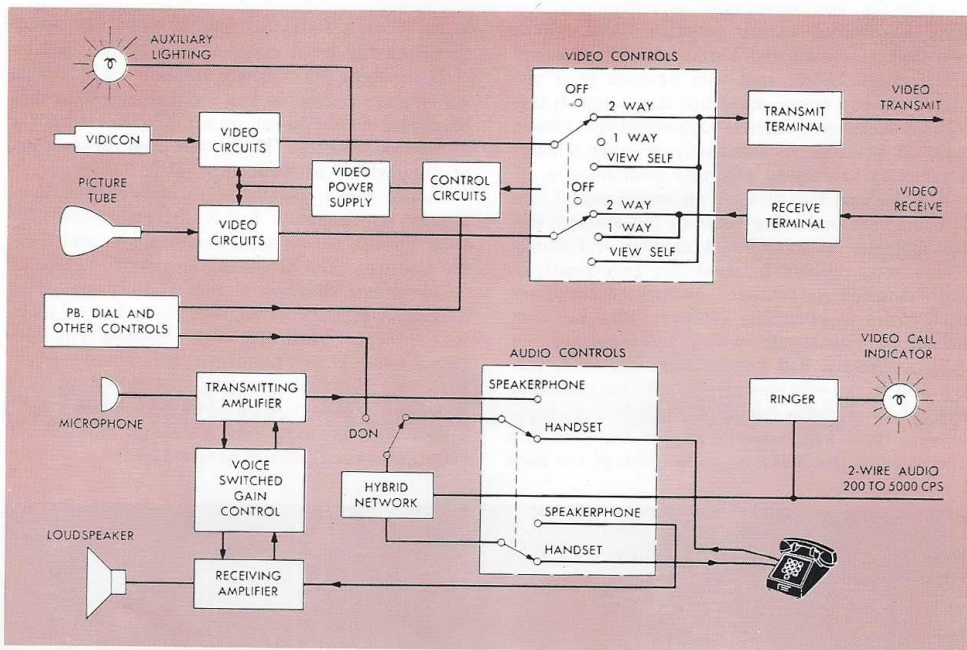 AUXILIARY
LIGHTING
VIDICON
VIDEO
CIRCUITS
PICTURE
TUBE
VIDEO
CIRCUITS
VIDEO
POWER
SUPPLY
CONTROL
CIRCUITS
VIDEO CONTROLS
OFF
2 WAY
1 WAY
VIEW SELF
OFF
2 WAY
1 WAY
VIEW SELF
TRANSMIT
TERMINAL
VIDEO
TRANSMIT
RECEIVE
TERMINAL
VIDEO
RECEIVE
PB. DIAL AND
OTHER CONTROLS
MICROPHONE
TRANSMITTING
AMPLIFIER
VOICE
SWITCHED
GAIN
CONTROL
LOUDSPEAKER
RECEIVING
AMPLIFIER
DON
HYBRID
NETWORK
AUDIO CONTROLS
SPEAKERPHONE
HANDSET
SPEAKERPHONE
HANDSET
RINGER
VIDEO CALL
INDICATOR
2-WIRE AUDIO
200 TO 5000 CPS